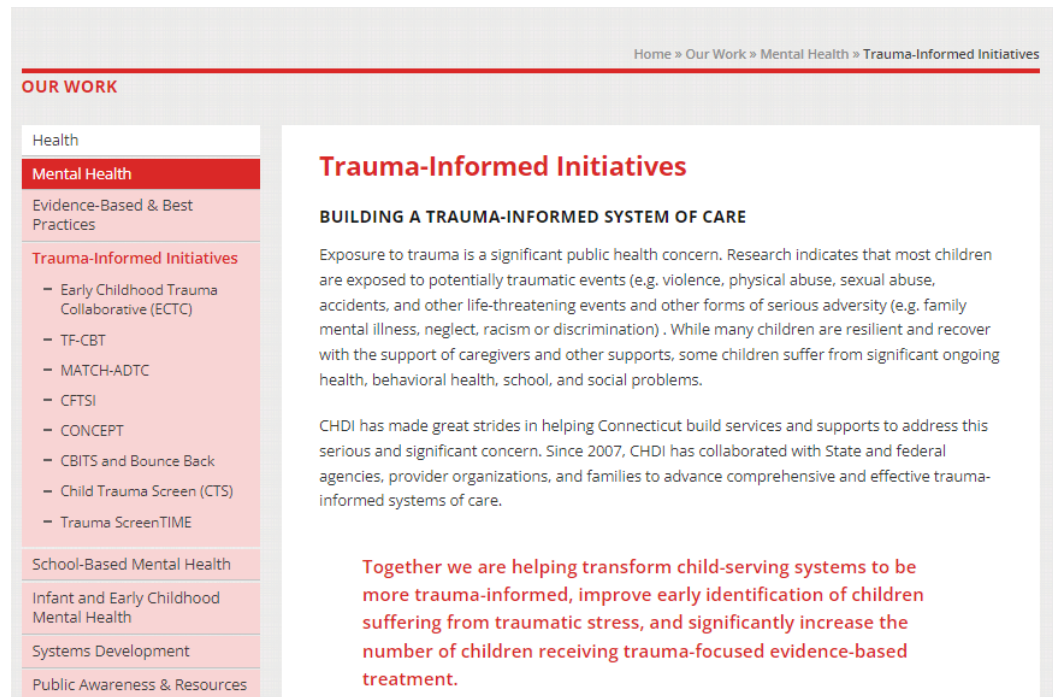 Home » Our Work » Mental Health » Trauma-Informed Initiatives
OUR WORK
Health
Mental Health
Evidence-Based & Best
Practices
Trauma-Informed Initiatives
– Early Childhood Trauma
Collaborative (ECTC)
– TF-CBT
– MATCH-ADTC
– CFTSI
– CONCEPT
– CBITS and Bounce Back
– Child Trauma Screen (CTS)
– Trauma ScreenTIME
School-Based Mental Health
Infant and Early Childhood
Mental Health
Systems Development
Public Awareness & Resources
Trauma-Informed Initiatives
BUILDING A TRAUMA-INFORMED SYSTEM OF CARE
Exposure to trauma is a significant public health concern. Research indicates that most children
are exposed to potentially traumatic events (e.g. violence, physical abuse, sexual abuse,
accidents, and other life-threatening events and other forms of serious adversity (e.g. family
mental illness, neglect, racism or discrimination) . While many children are resilient and recover
with the support of caregivers and other supports, some children suffer from significant ongoing
health, behavioral health, school, and social problems.
CHDI has made great strides in helping Connecticut build services and supports to address this
serious and significant concern. Since 2007, CHDI has collaborated with State and federal
agencies, provider organizations, and families to advance comprehensive and effective trauma-
informed systems of care.
Together we are helping transform child-serving systems to be
more trauma-informed, improve early identification of children
suffering from traumatic stress, and significantly increase the
number of children receiving trauma-focused evidence-based
treatment.